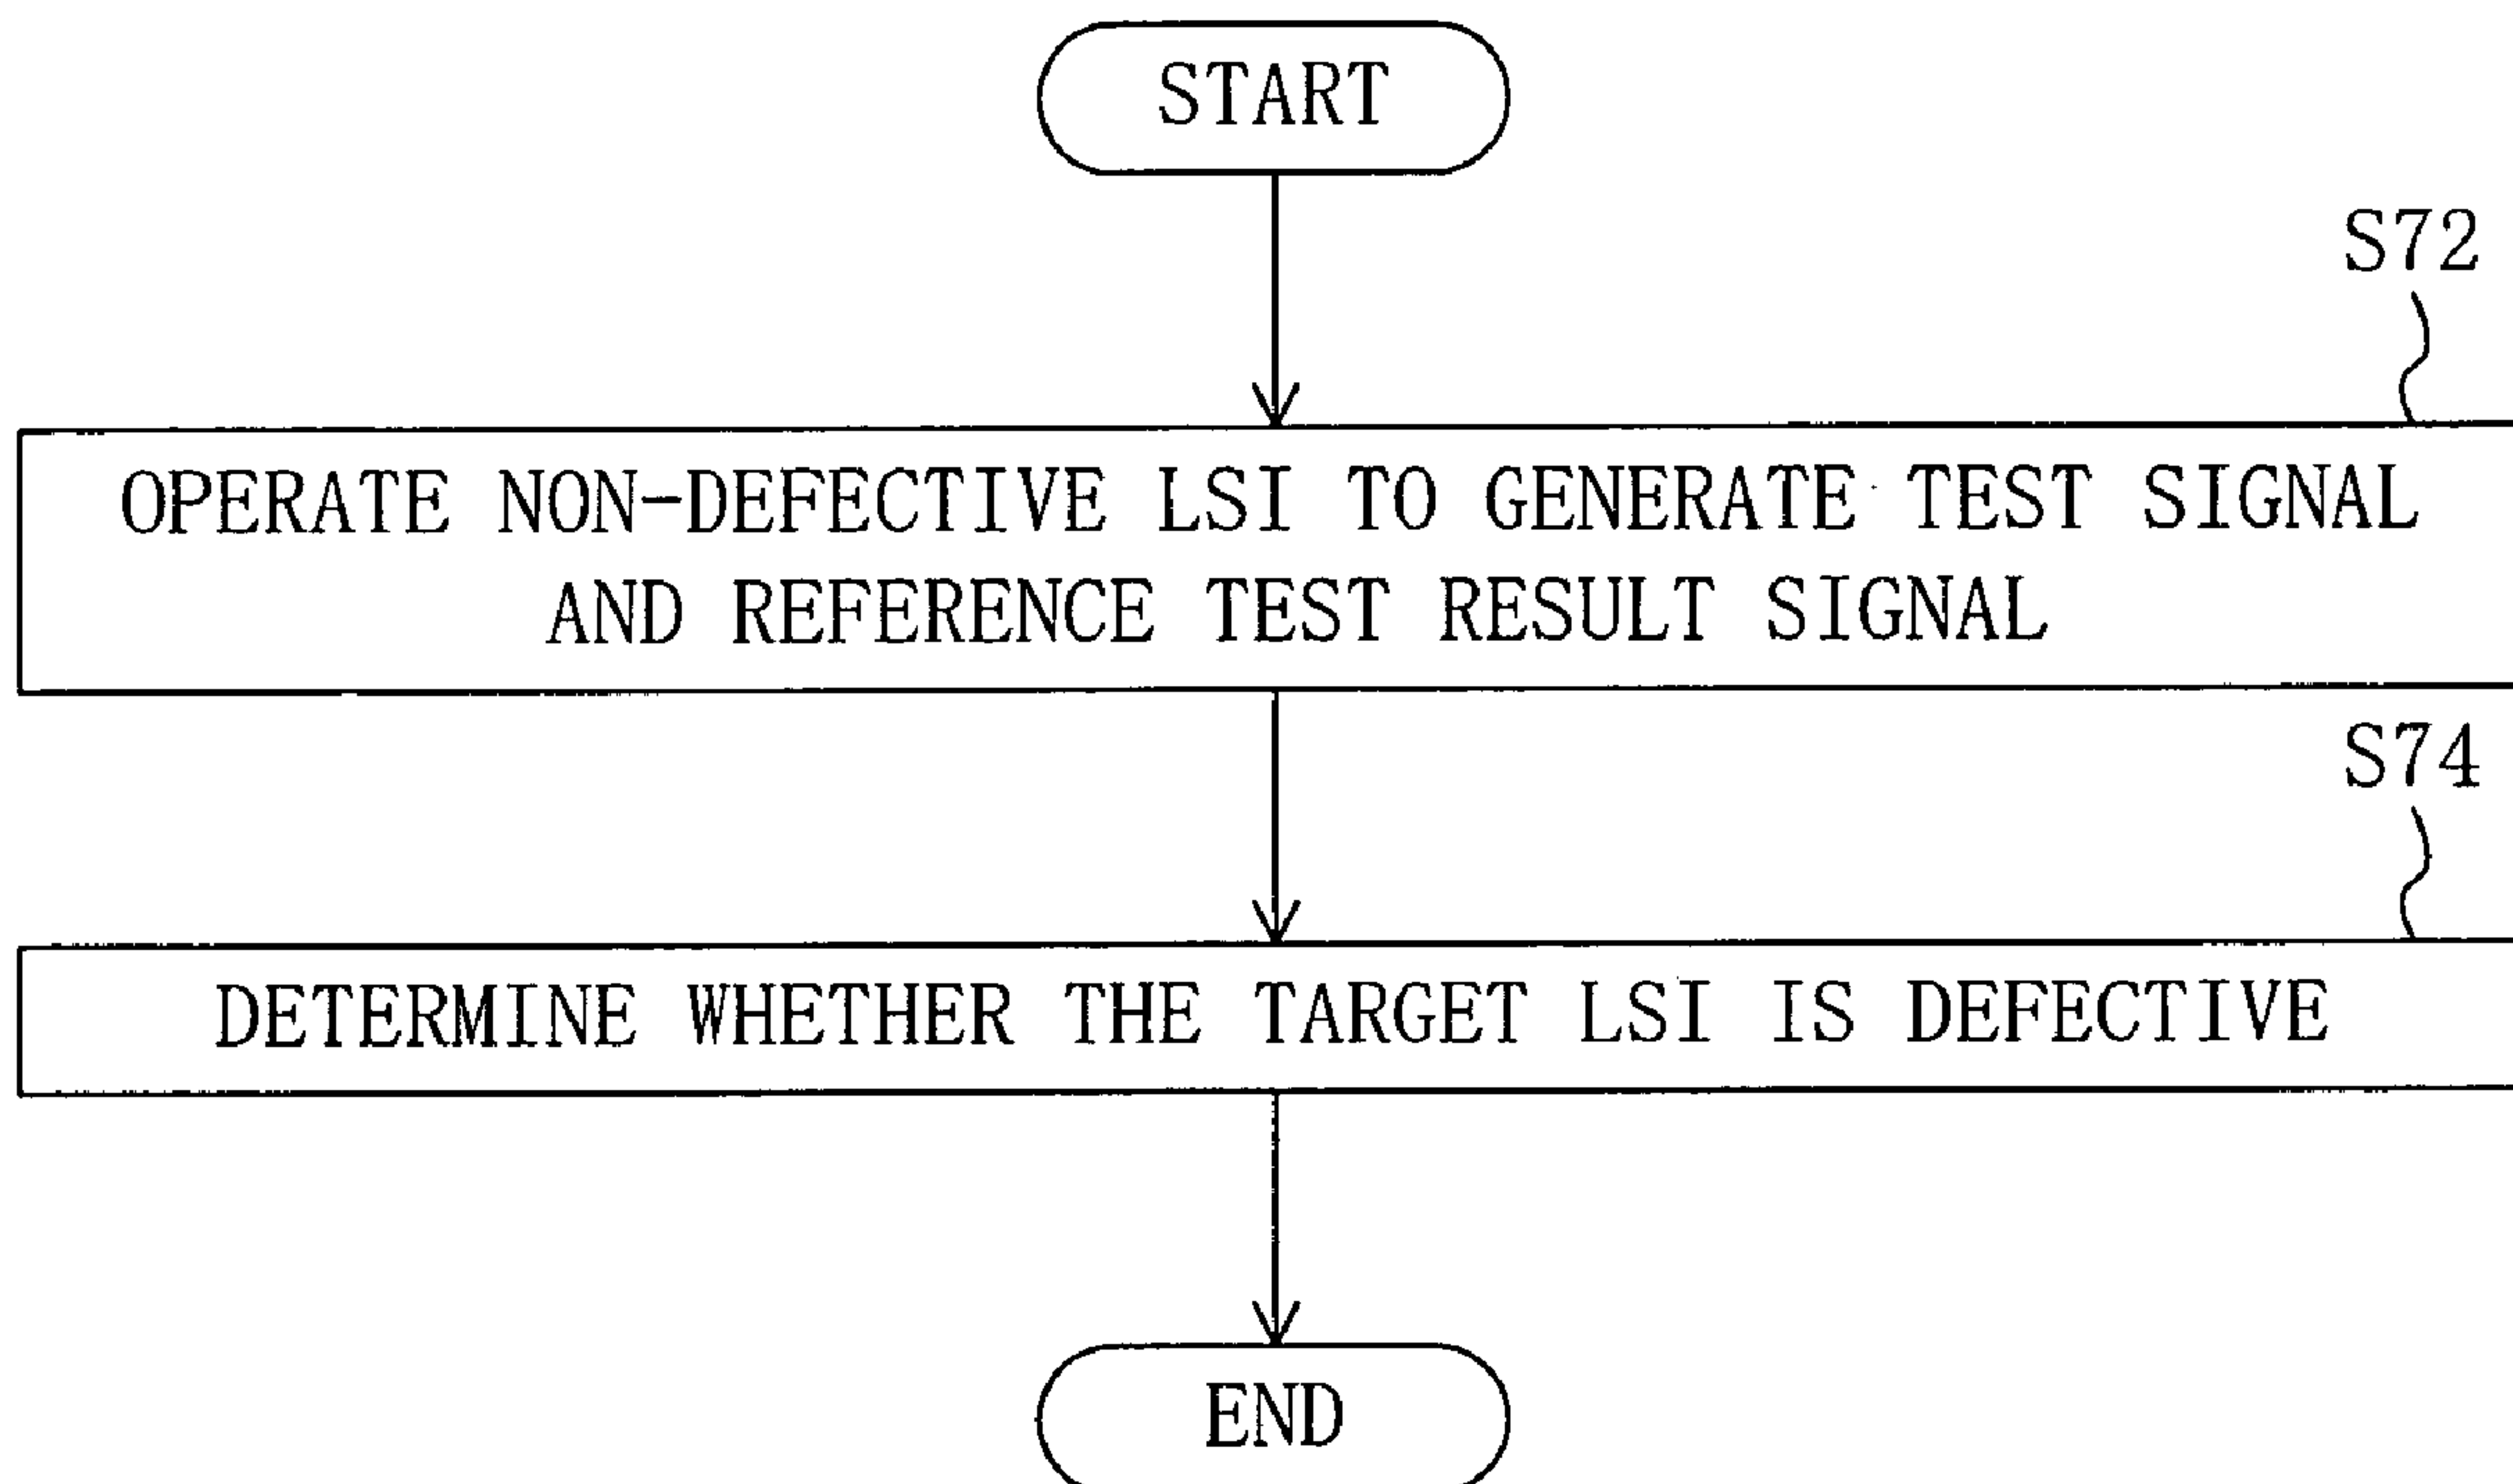 START
S72
OPERATE NON-DEFECTIVE LSI TO GENERATE TEST SIGNAL
AND REFERENCE TEST RESULT SIGNAL
S74
DETERMINE WHETHER THE TARGET LSI IS DEFECTIVE
END